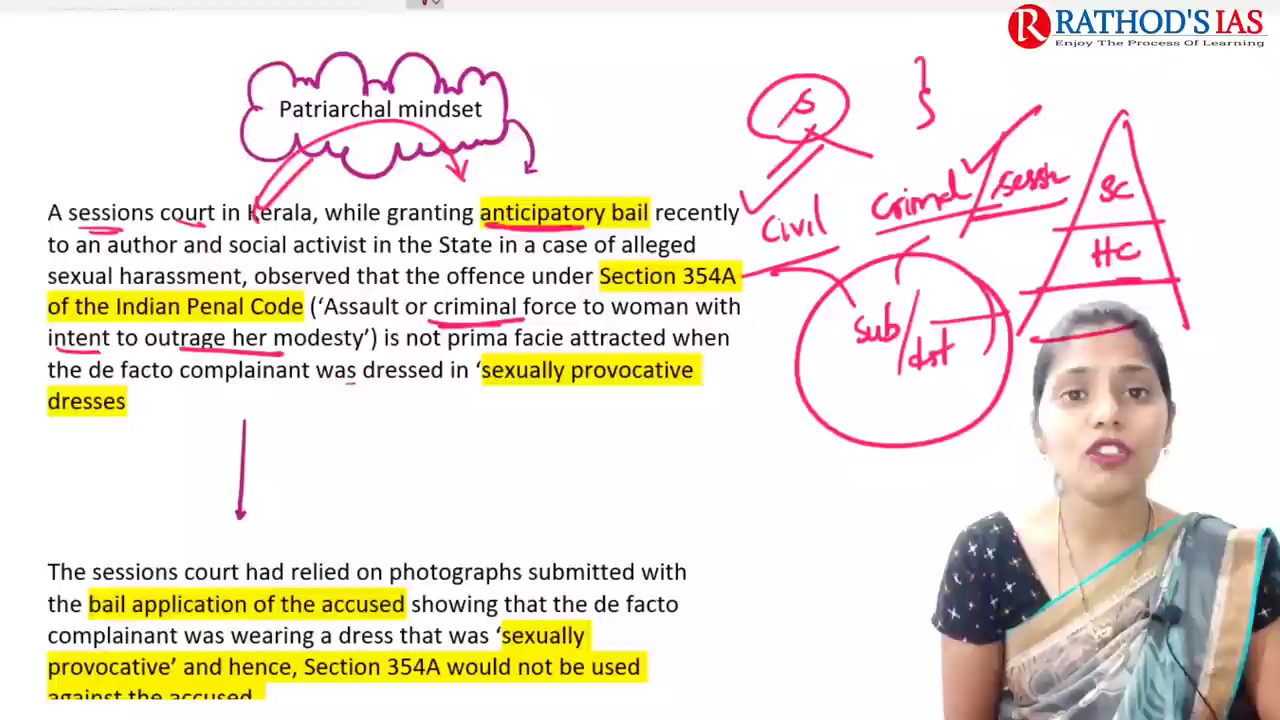 RATHOD'S IAS
Enjoy The Process Of Learning
Patriarchal mindset
A sessions court in Kerala, while granting anticipatory bail recently
to an author and social activist in the State in a case of alleged
sexual harassment, observed that the offence under Section 354A
of the Indian Penal Code ('Assault or criminal force to woman with
intent to outrage her modesty') is not prima facie attracted when
the de facto complainant was dressed in 'sexually provocative
dresses
The sessions court had relied on photographs submitted with
the bail application of the accused showing that the de facto
complainant was wearing a dress that was 'sexually
provocative' and hence, Section 354A would not be used
against the accused
S
Civil
Criminal/sessn
SC
HC
sub/dst